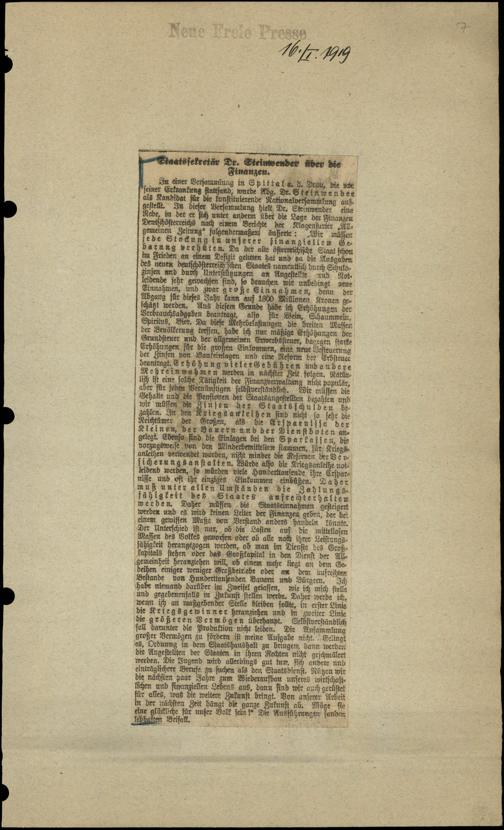 Neue Freie Presse
7
16./I. 1919
Staatssekretär Dr. Steinwender über die
Finanzen.
In einer Versammlung in Spittal a. d. Drau, die vor
seiner Erkrankung stattfand, wurde Abg. Dr. Steinwender
als Kandidat für die konstituierende Nationalversammlung auf-
gestellt. In dieser Versammlung hielt Dr. Steinwender eine
Rede, in der er sich unter anderm über die Lage der Finanzen
Deutschösterreichs nach einem Berichte der Klagenfurter „All-
gemeinen Zeitung" folgendermaßen äußerte: „Wir müssen
jede Stockung in unserer finanziellen Ge-
barung verhüten. Da der alte österreichische Staat schon
im Frieden an einem Defizit gelitten hat und da die Ausgaben
des neuen deutschösterreichischen Staates namentlich durch Schuld-
zinsen und durch Unterstützungen an Angestellte und Not-
leidende sehr gewachsen sind, so brauchen wir unbedingt neue
Einnahmen, und zwar große Einnahmen, denn der
Abgang für dieses Jahr kann auf 1800 Millionen Kronen ge-
schätzt werden. Aus diesem Grunde habe ich Erhöhungen der
Verbrauchsabgaben beantragt, also für Wein, Schaumwein,
Spiritus, Bier. Da diese Mehrbelastungen die breiten Massen
der Bevölkerung treffen, habe ich nur mäßige Erhöhungen der
Grundsteuer und der allgemeinen Erwerbsteuer, dagegen starke
Erhöhungen für die großen Einkommen, eine neue Besteuerung
der Zinsen von Bankeinlagen und eine Reform der Erbsteuer
beantragt. Erhöhung vieler Gebühren und andere
Mehreinnahmen werden in nächster Zeit folgen. Natür-
lich ist eine solche Tätigkeit der Finanzverwaltung nicht populär,
aber für jeden Vernünftigen selbstverständlich. Wir müssen die
Gehalte und die Pensionen der Staatsangestellten bezahlen und
wir müssen die Zinsen der Staatsschulden be-
zahlen. In den Kriegsanleihen sind nicht so sehr die
Reichtümer der Großen, als die Ersparnisse der
Kleinen, der Bauern und der Dienstboten an-
gelegt. Ebenso sind die Einlagen bei den Sparkassen, die
vorzugsweise von den Minderbemittelten stammen, für Kriegs-
anleihen verwendet worden, nicht minder die Reserven der Ver-
sicherungsanstalten. Würde also die Kriegsanleihe not-
leidend werden, so würden viele Hunderttausende ihre Erspar-
nisse und oft ihr einziges Einkommen einbüßen. Daher
muß unter allen Umständen die Zahlungs-
fähigkeit des Staates aufrechterhalten
werden. Daher müssen die Staatseinnahmen gesteigert
werden und es wird keinen Leiter der Finanzen geben, der bei
einem gewissen Maße von Verstand anders handeln könnte.
Der Unterschied ist nur, ob die Lasten auf die mittellosen
Massen des Volkes geworfen oder ob alle nach ihrer Leistungs-
fähigkeit herangezogen werden, ob man im Dienste des Groß-
kapitals stehen oder das Großkapital in den Dienst der All-
gemeinheit heranziehen will, ob einem mehr liegt an dem Ge-
deihen einiger weniger Großbetriebe oder an dem aufrechten
Bestande von Hunderttausenden Bauern und Bürgern. Ich
habe niemand darüber im Zweifel gelassen, wie ich mich stelle
und gegebenenfalls in Zukunft stellen werde. Daher werde ich,
wenn ich an maßgebender Stelle bleiben sollte, in erster Linie
die Kriegsgewinner heranziehen und in zweiter Linie
die größeren Vermögen überhaupt. Selbstverständlich
soll darunter die Produktion nicht leiden. Die Ansammlung
großer Vermögen zu fördern ist meine Aufgabe nicht. Gelingt
es, Ordnung in dem Staatshaushalt zu bringen, dann werden
die Angestellten der Staaten in ihren Rechten nicht geschmälert
werden. Die Jugend wird allerdings gut tun, sich andere und
einträglichere Berufe zu suchen als den Staatsdienst. Nützen wir
die nächsten paar Jahre zum Wiederaufbau unseres wirtschaft-
lichen und finanziellen Lebens aus, dann sind wir auch gerüstet
für alles, was die weitere Zukunft bringt. Von unserer Arbeit
in der nächsten Zeit hängt die ganze Zukunft ab. Möge sie
eine glückliche für unser Volk sein!" Die Ausführungen fanden
lebhaften Beifall.